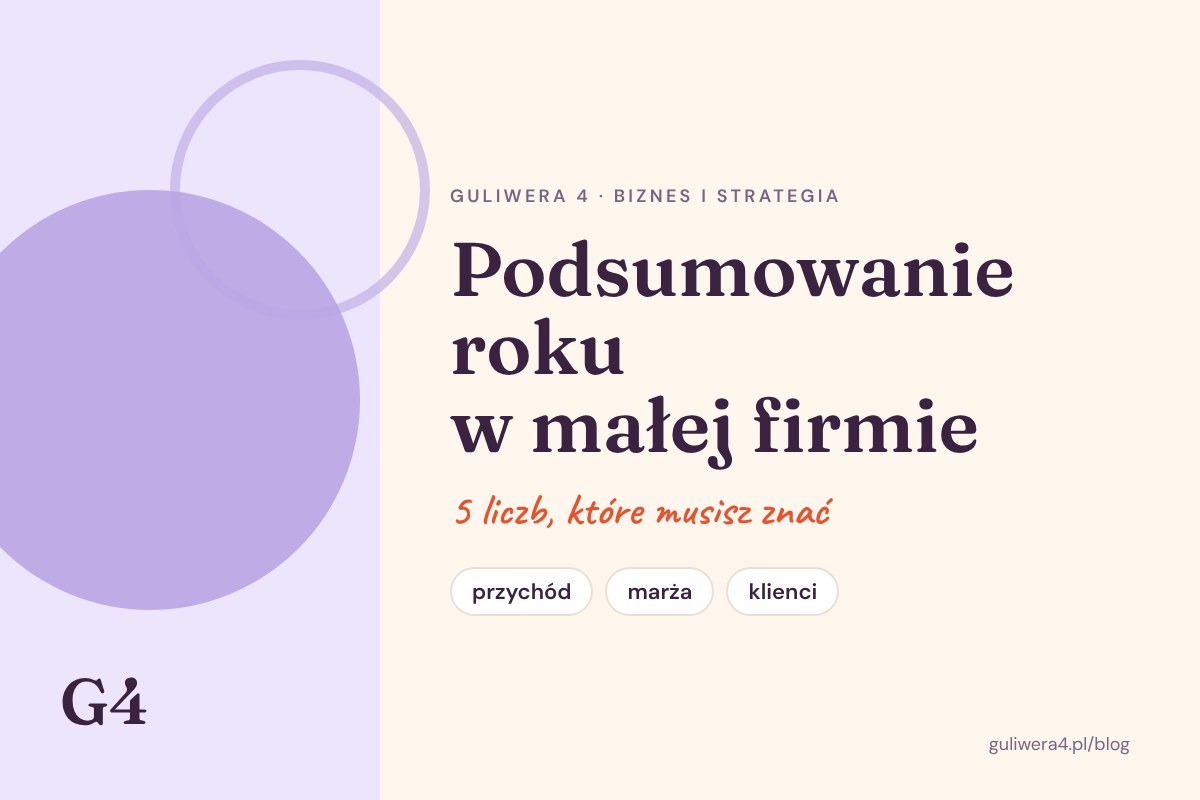 GULIWERA 4 · BIZNES I STRATEGIA
Podsumowanie
roku
w małej firmie
5 liczb, które musisz znać
przychód marża klienci
G4
guliwera4.pl/blog